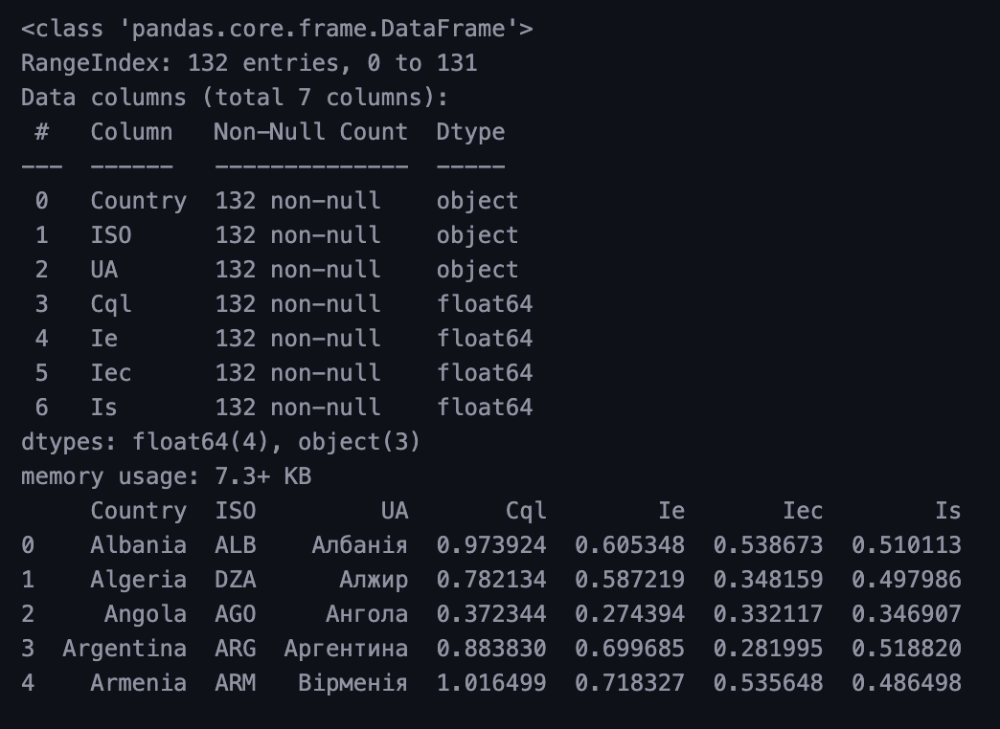 <class 'pandas.core.frame.DataFrame'>
RangeIndex: 132 entries, 0 to 131
Data columns (total 7 columns):
 #   Column   Non-Null Count  Dtype
---  ------   --------------  -----
 0   Country  132 non-null    object
 1   ISO      132 non-null    object
 2   UA       132 non-null    object
 3   Cql      132 non-null    float64
 4   Ie       132 non-null    float64
 5   Iec      132 non-null    float64
 6   Is       132 non-null    float64
dtypes: float64(4), object(3)
memory usage: 7.3+ KB
     Country  ISO         UA       Cql        Ie       Iec        Is
0    Albania  ALB    Албанія  0.973924  0.605348  0.538673  0.510113
1    Algeria  DZA      Алжир  0.782134  0.587219  0.348159  0.497986
2     Angola  AGO     Ангола  0.372344  0.274394  0.332117  0.346907
3  Argentina  ARG  Аргентина  0.883830  0.699685  0.281995  0.518820
4    Armenia  ARM   Вірменія  1.016499  0.718327  0.535648  0.486498